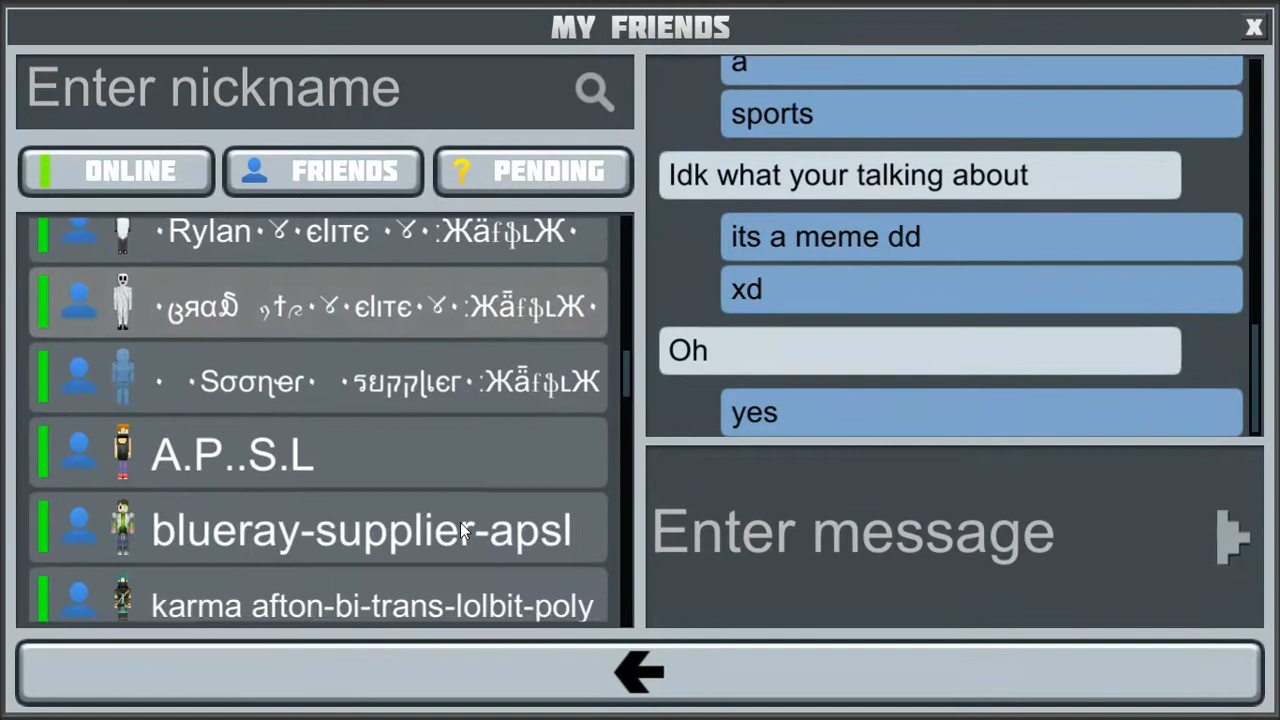 MY FRIENDS
X
Enter nickname
ONLINE
FRIENDS
PENDING
A.P..S.L
blueray-supplier-apsl
karma afton-bi-trans-lolbit-poly
a
sports
Idk what your talking about
its a meme dd
xd
Oh
yes
Enter message